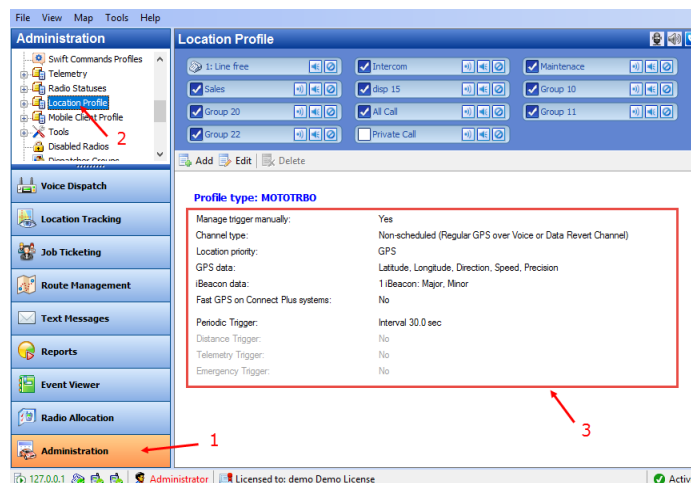 File View Map Tools Help
Administration
Location Profile
Swift Commands Profiles
Telemetry
Radio Statuses
Location Profile
Mobile Client Profile
Tools
Disabled Radios
Dispatcher Groups
2
1: Line free
Intercom
Maintenace
Sales
disp 15
Group 10
Group 20
All Call
Group 11
Group 22
Private Call
Add Edit Delete
Voice Dispatch
Location Tracking
Job Ticketing
Route Management
Text Messages
Reports
Event Viewer
Radio Allocation
Administration
1
Profile type: MOTOTRBO
Manage trigger manually: Yes
Channel type: Non-scheduled (Regular GPS over Voice or Data Revert Channel)
Location priority: GPS
GPS data: Latitude, Longitude, Direction, Speed, Precision
iBeacon data: 1 iBeacon: Major, Minor
Fast GPS on Connect Plus systems: No
Periodic Trigger: Interval 30.0 sec
Distance Trigger: No
Telemetry Trigger: No
Emergency Trigger: No
3
127.0.0.1 Administrator Licensed to: demo Demo License Activ